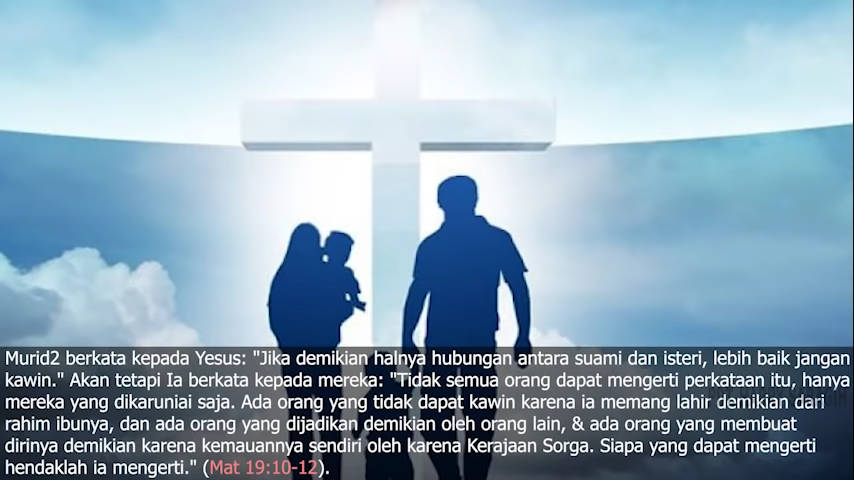 Murid2 berkata kepada Yesus: "Jika demikian halnya hubungan antara suami dan isteri, lebih baik jangan
kawin." Akan tetapi Ia berkata kepada mereka: "Tidak semua orang dapat mengerti perkataan itu, hanya
mereka yang dikaruniai saja. Ada orang yang tidak dapat kawin karena ia memang lahir demikian dari
rahim ibunya, dan ada orang yang dijadikan demikian oleh orang lain, & ada orang yang membuat
dirinya demikian karena kemauannya sendiri oleh karena Kerajaan Sorga. Siapa yang dapat mengerti
hendaklah ia mengerti." (Mat 19:10-12).